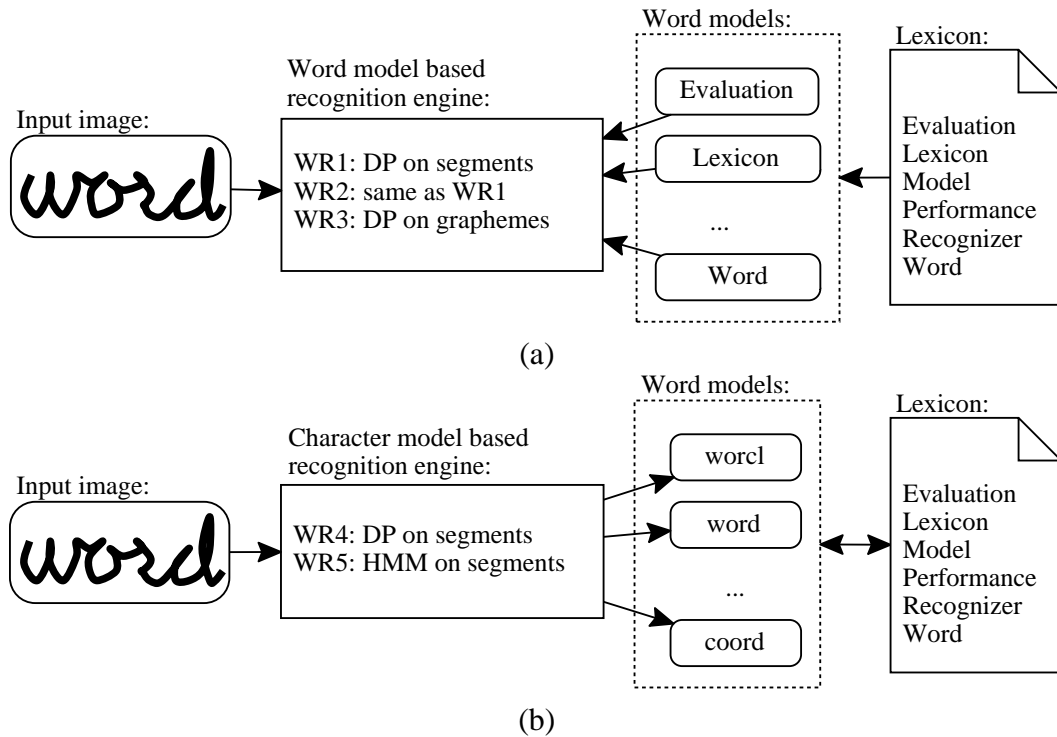 Word models:
Lexicon:
Word model based
recognition engine:
Input image:
word
WR1: DP on segments
WR2: same as WR1
WR3: DP on graphemes
Evaluation
Lexicon
...
Word
Evaluation
Lexicon
Model
Performance
Recognizer
Word
(a)
Word models:
Lexicon:
Character model based
recognition engine:
Input image:
word
WR4: DP on segments
WR5: HMM on segments
worcl
word
...
coord
Evaluation
Lexicon
Model
Performance
Recognizer
Word
(b)